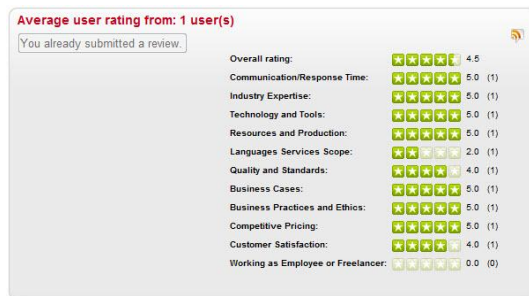 Average user rating from: 1 user(s)
You already submitted a review.
Overall rating: 4.5
Communication/Response Time: 5.0 (1)
Industry Expertise: 5.0 (1)
Technology and Tools: 5.0 (1)
Resources and Production: 5.0 (1)
Languages Services Scope: 2.0 (1)
Quality and Standards: 4.0 (1)
Business Cases: 5.0 (1)
Business Practices and Ethics: 5.0 (1)
Competitive Pricing: 5.0 (1)
Customer Satisfaction: 4.0 (1)
Working as Employee or Freelancer: 0.0 (0)